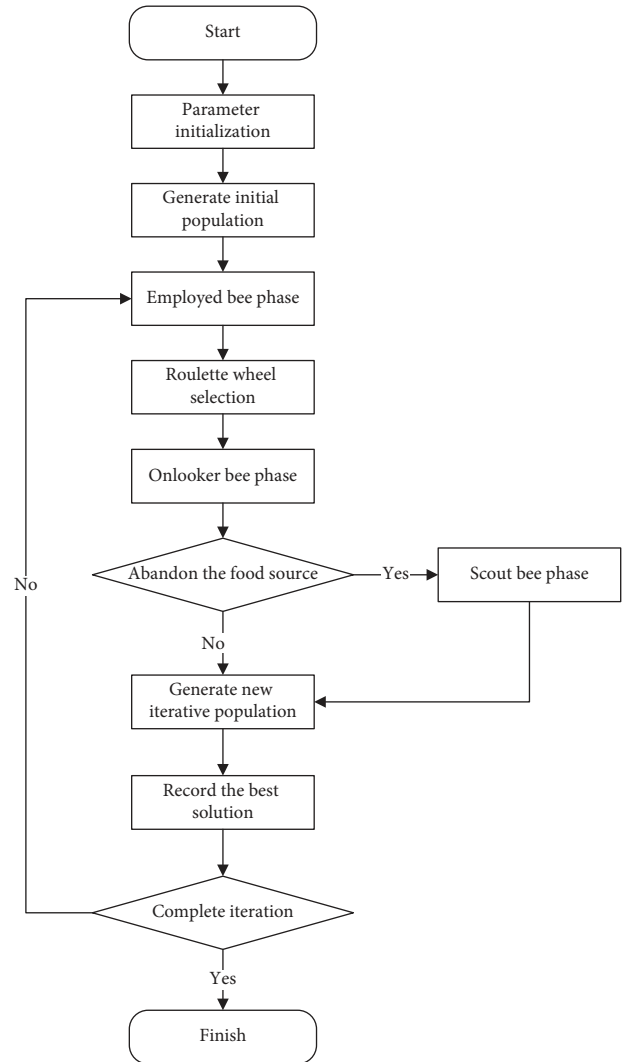 Start
Parameter
initialization
Generate initial
population
Employed bee phase
Roulette wheel
selection
Onlooker bee phase
No
Abandon the food source
Yes
Scout bee phase
No
Generate new
iterative population
Record the best
solution
Complete iteration
Yes
Finish